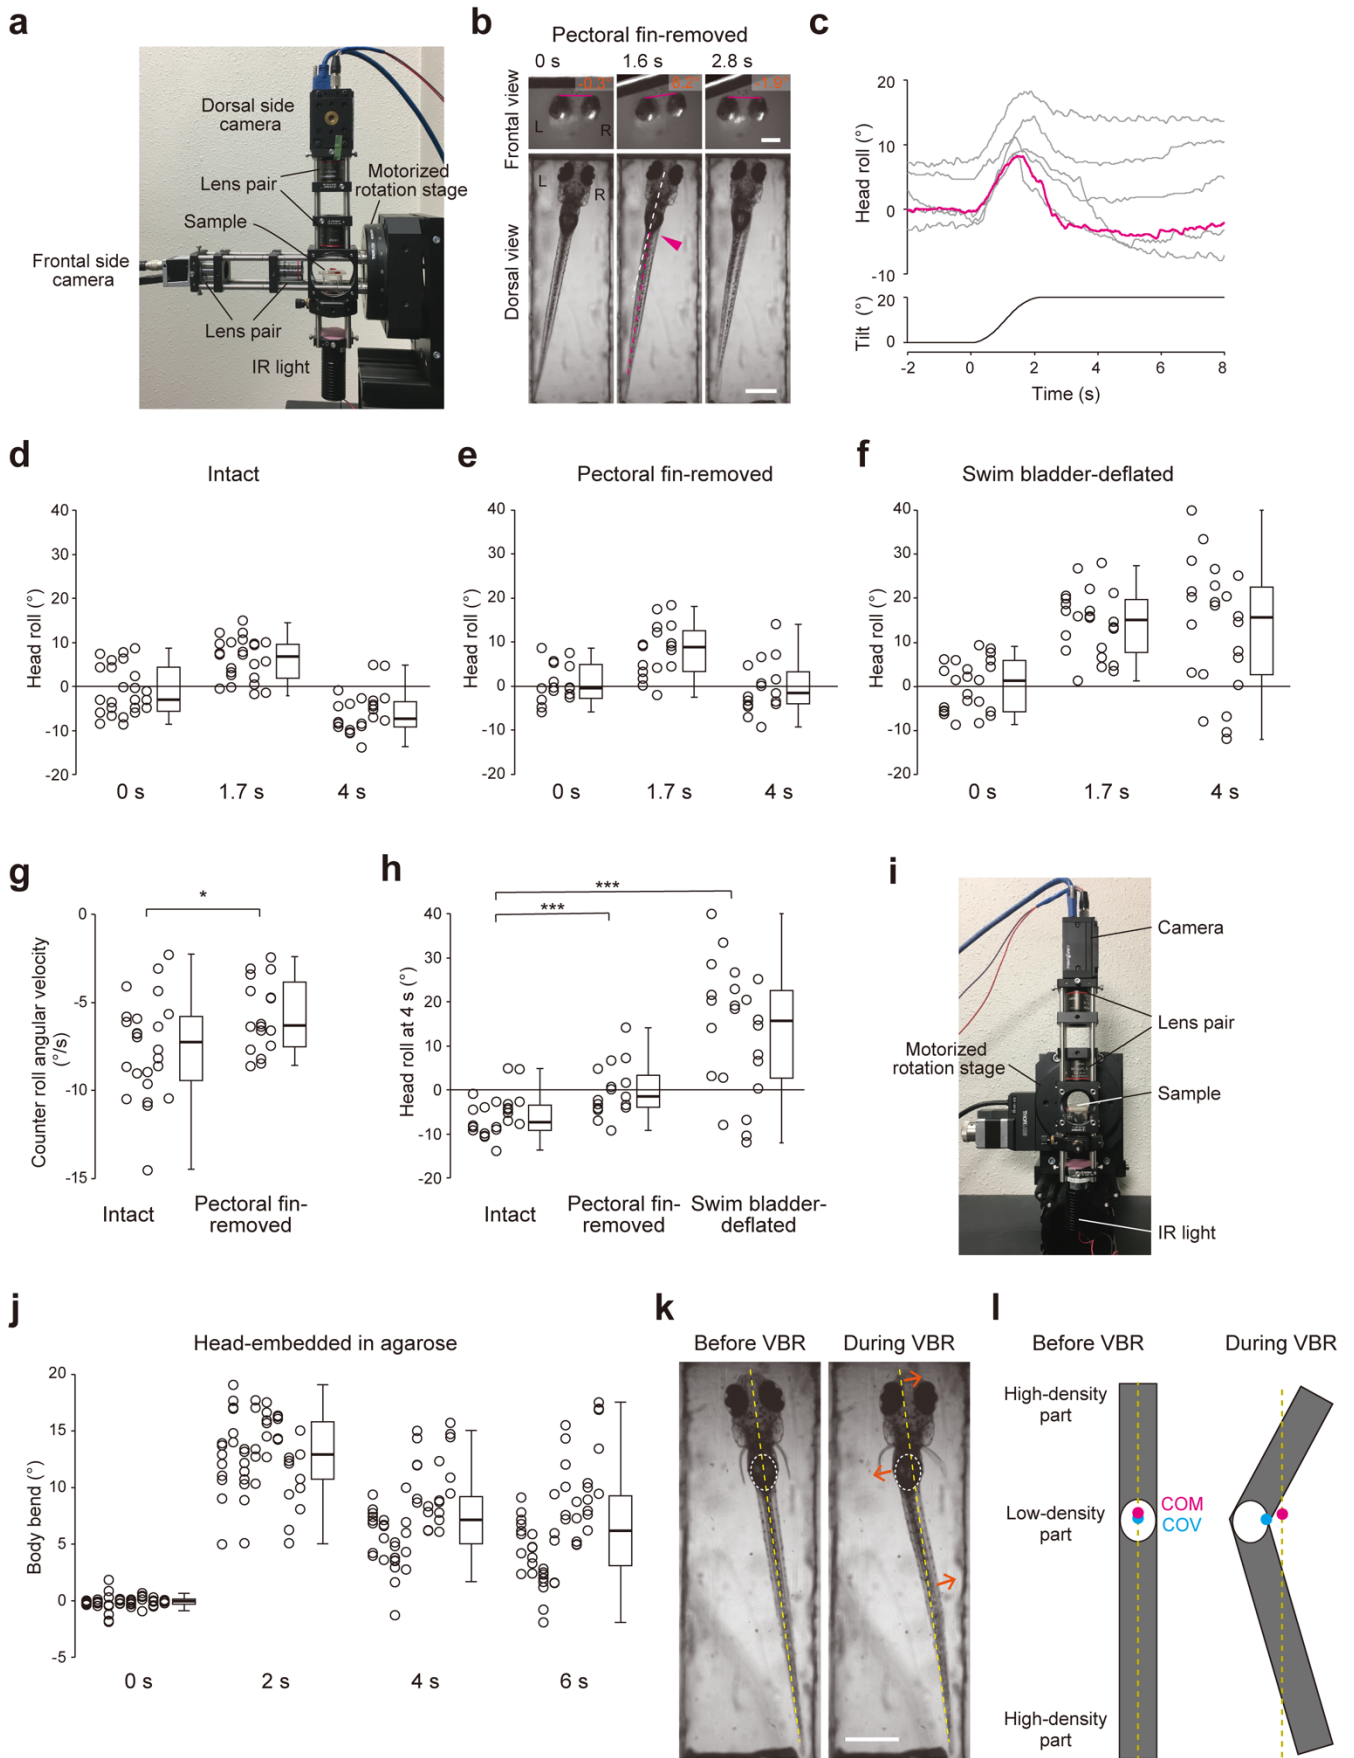 a
Dorsal side
camera
Lens pair
Motorized
rotation stage
Sample
Frontal side
camera
Lens pair
IR light
b
Pectoral fin-removed
0 s
1.6 s
2.8 s
-0.3°
8.2°
-1.9°
Frontal view
L
R
Dorsal view
L
R
c
Head roll (°)
20
10
0
-10
Tilt (°)
20
0
-2
0
2
4
6
8
Time (s)
d
Intact
Head roll (°)
40
30
20
10
0
-10
-20
0 s
1.7 s
4 s
e
Pectoral fin-removed
Head roll (°)
40
30
20
10
0
-10
-20
0 s
1.7 s
4 s
f
Swim bladder-deflated
Head roll (°)
40
30
20
10
0
-10
-20
0 s
1.7 s
4 s
g
Counter roll angular velocity
(°/s)
*
0
-5
-10
-15
Intact
Pectoral fin-
removed
h
Head roll at 4 s (°)
***
***
40
30
20
10
0
-10
-20
Intact
Pectoral fin-
removed
Swim bladder-
deflated
i
Camera
Lens pair
Motorized
rotation stage
Sample
IR light
j
Head-embedded in agarose
Body bend (°)
20
15
10
5
0
-5
0 s
2 s
4 s
6 s
k
Before VBR
During VBR
l
Before VBR
During VBR
High-density
part
Low-density
part
COM
COV
High-density
part